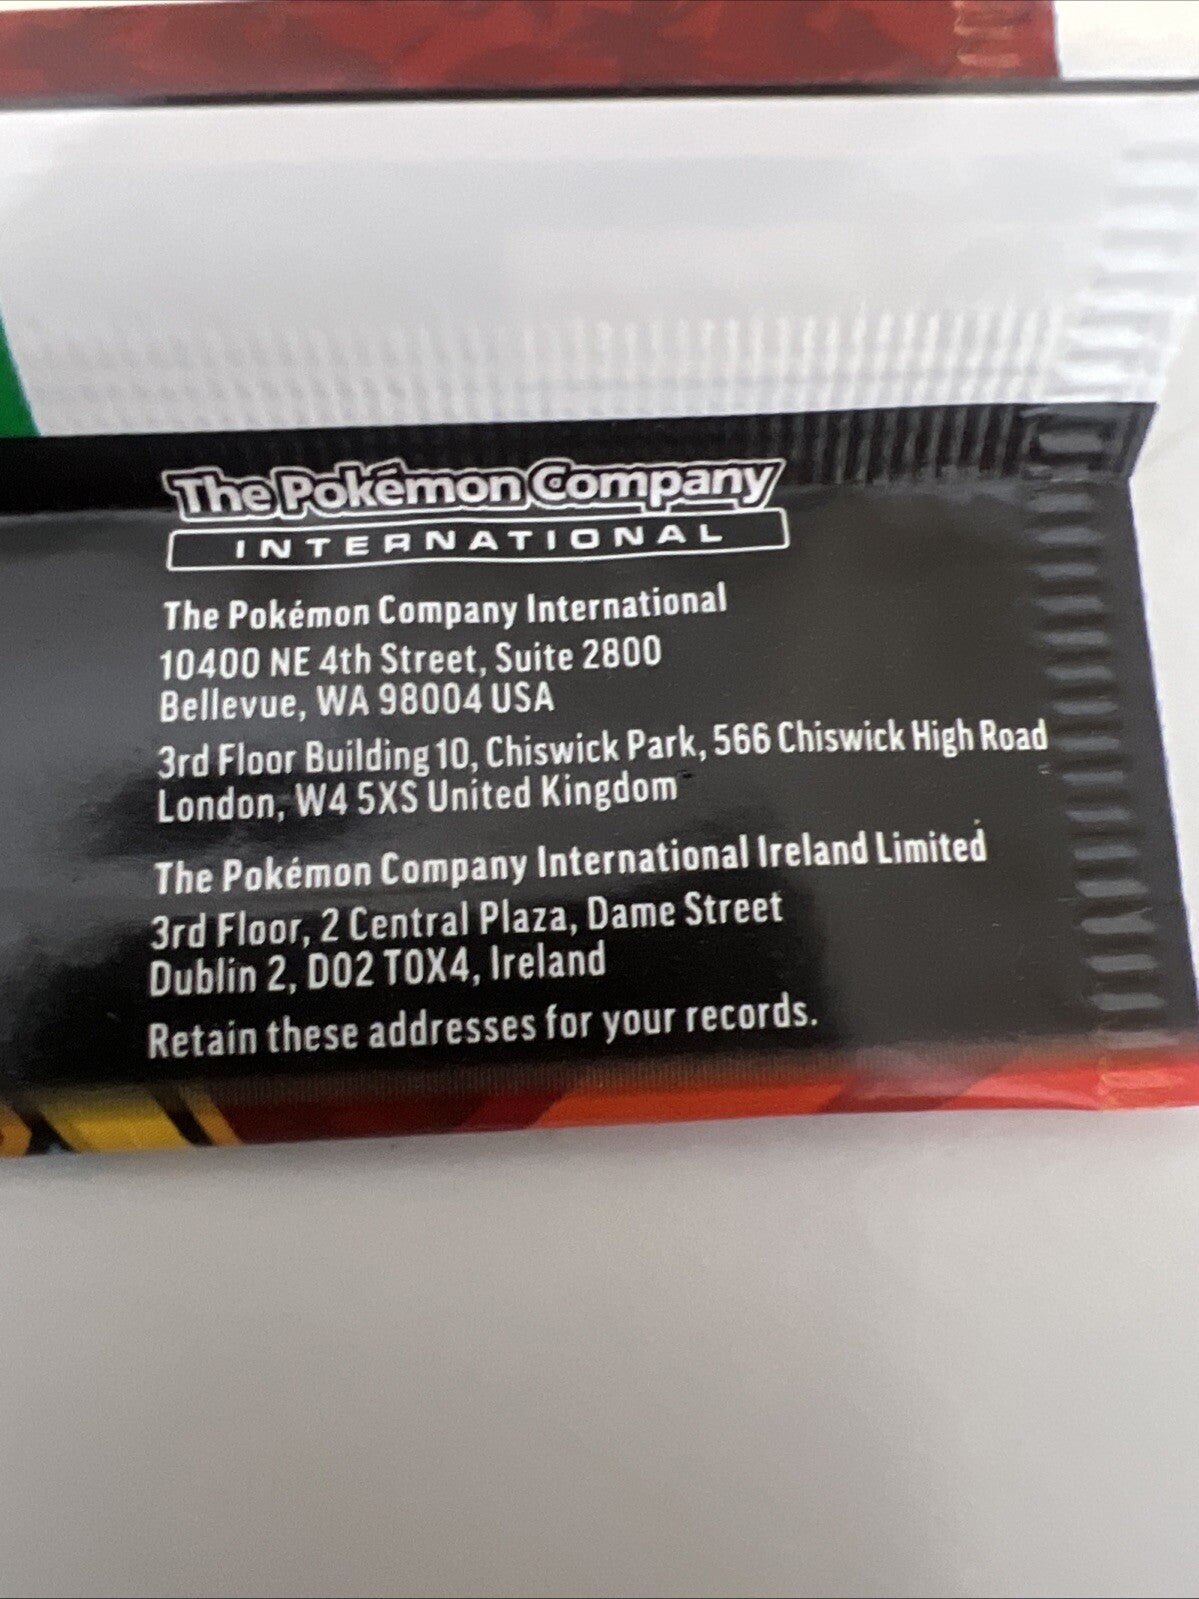 The Pokémon Company
INTERNATIONAL
The Pokémon Company International
10400 NE 4th Street, Suite 2800
Bellevue, WA 98004 USA
3rd Floor Building 10, Chiswick Park, 566 Chiswick High Road
London, W4 5XS United Kingdom
The Pokémon Company International Ireland Limited
3rd Floor, 2 Central Plaza, Dame Street
Dublin 2, D02 T0X4, Ireland
Retain these addresses for your records.